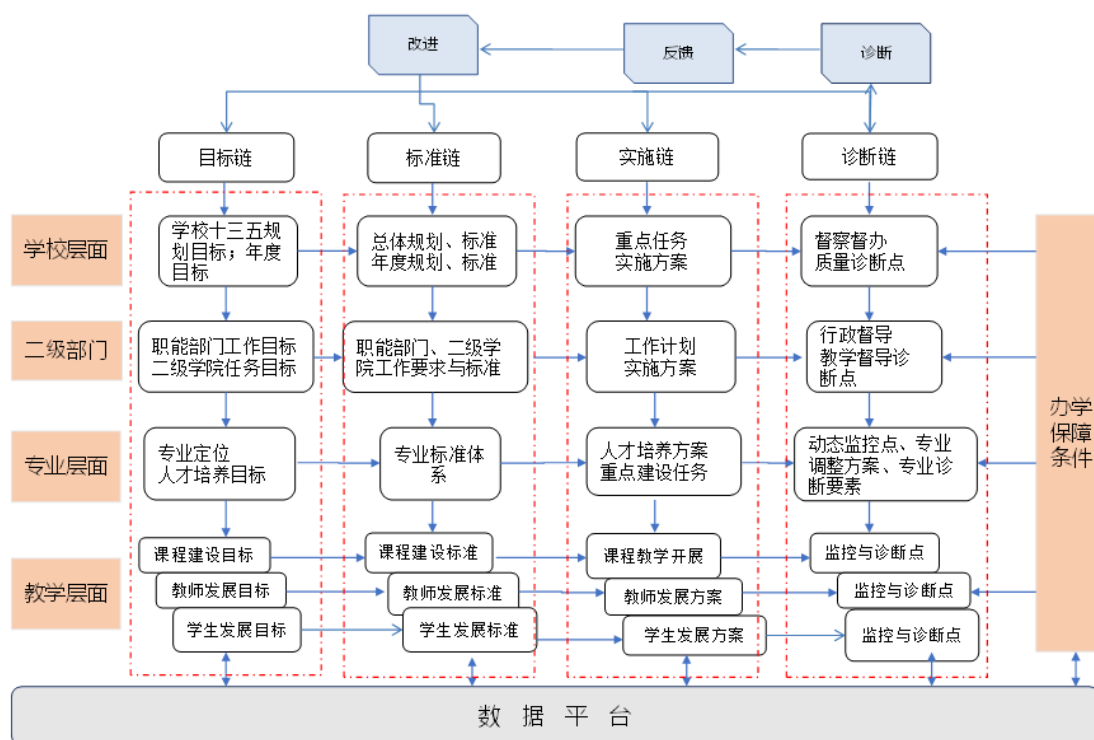 改进
反馈
诊断
目标链
标准链
实施链
诊断链
学校层面
学校十三五规
划目标；年度
目标
总体规划、标准
年度规划、标准
重点任务
实施方案
督察督办
质量诊断点
二级部门
职能部门工作目标
二级学院任务目标
职能部门、二级学
院工作要求与标准
工作计划
实施方案
行政督导
教学督导诊
断点
专业层面
专业定位
人才培养目标
专业标准体
系
人才培养方案
重点建设任务
动态监控点、专业
调整方案、专业诊
断要素
办学
保障
条件
教学层面
课程建设目标
课程建设标准
课程教学开展
监控与诊断点
教师发展目标
教师发展标准
教师发展方案
监控与诊断点
学生发展目标
学生发展标准
学生发展方案
监控与诊断点
数 据 平 台